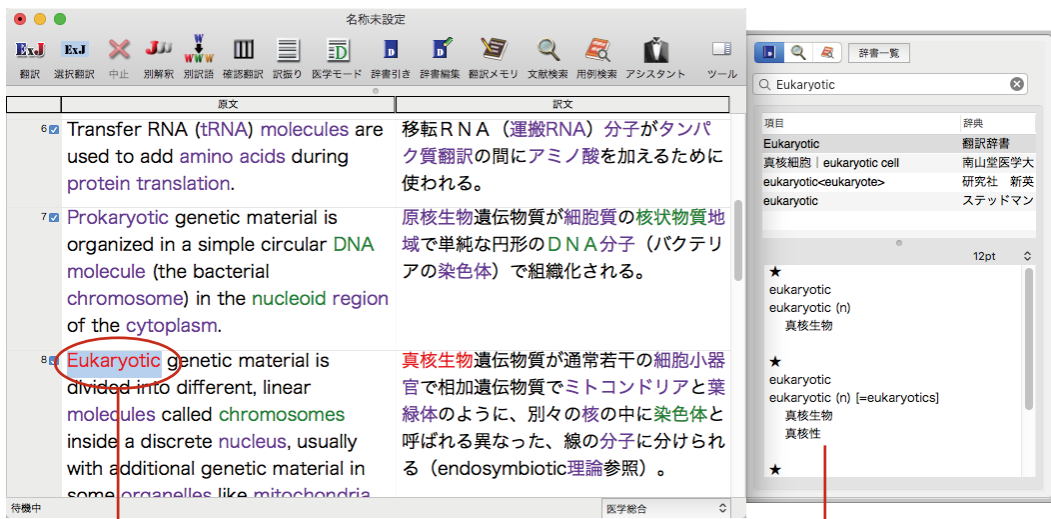 名称未設定
翻訳 選択翻訳 中止 別解釈 別訳語 確認翻訳 訳振り 医学モード 辞書引き 辞書編集 翻訳メモリ 文献検索 用例検索 アシスタント ツール
原文 訳文
6 Transfer RNA (tRNA) molecules are
used to add amino acids during
protein translation.
移転ＲＮＡ（運搬RNA）分子がタンパ
ク質翻訳の間にアミノ酸を加えるために
使われる。
7 Prokaryotic genetic material is
organized in a simple circular DNA
molecule (the bacterial
chromosome) in the nucleoid region
of the cytoplasm.
原核生物遺伝物質が細胞質の核状物質地
域で単純な円形のＤＮＡ分子（バクテリ
アの染色体）で組織化される。
8 Eukaryotic genetic material is
divided into different, linear
molecules called chromosomes
inside a discrete nucleus, usually
with additional genetic material in
some organelles like mitochondria
真核生物遺伝物質が通常若干の細胞小器
官で相加遺伝物質でミトコンドリアと葉
緑体のように、別々の核の中に染色体と
呼ばれる異なった、線の分子に分けられ
る（endosymbiotic理論参照）。
待機中 医学総合
辞書一覧
Eukaryotic
項目 辞典
Eukaryotic 翻訳辞書
真核細胞｜eukaryotic cell 南山堂医学大
eukaryotic<eukaryote> 研究社 新英
eukaryotic ステッドマン
12pt
★
eukaryotic
eukaryotic (n)
真核生物
★
eukaryotic
eukaryotic (n) [=eukaryotics]
真核生物
真核性
★